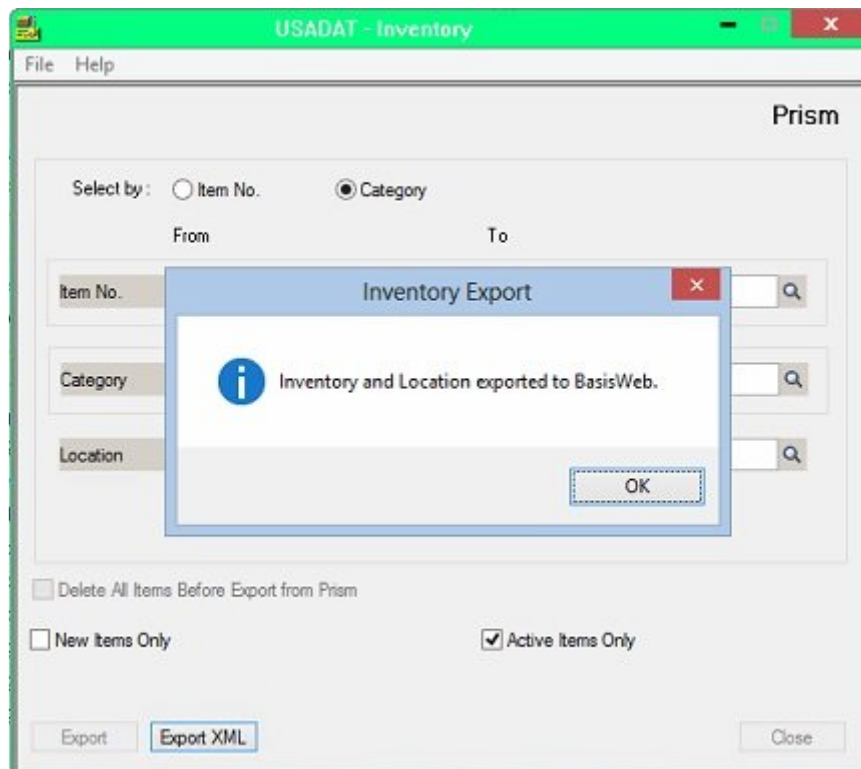 USADAT - Inventory
File Help
Prism
Select by : Item No. Category
From To
Item No.
Inventory Export
Inventory and Location exported to BasisWeb.
Category
Location
OK
Delete All Items Before Export from Prism
New Items Only Active Items Only
Export Export XML Close